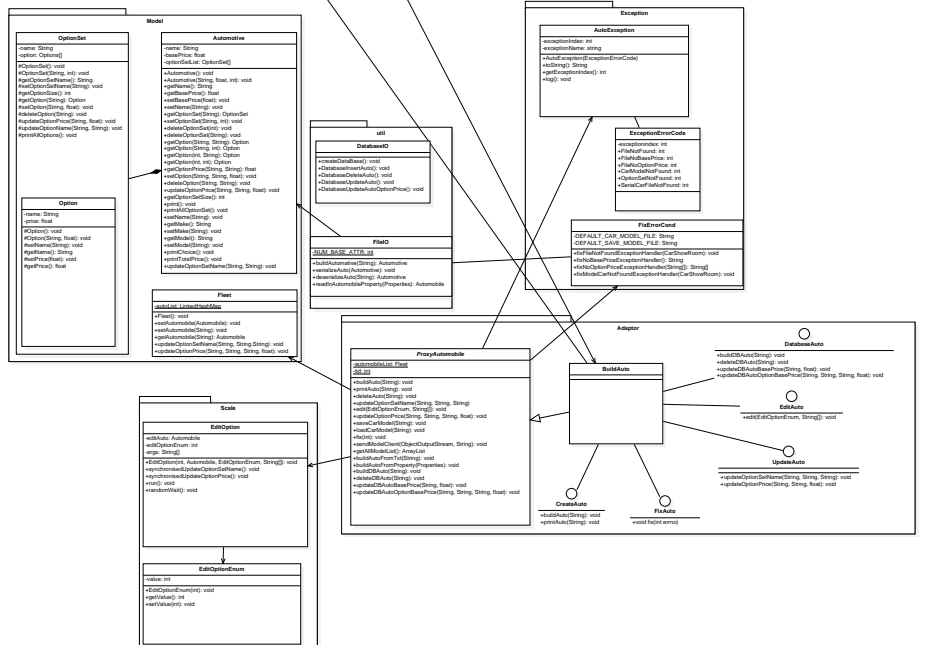 Model
OptionSet
-name: String
-option: Options[]
#OptionSet(): void
#OptionSet(String, int): void
#getOptionSetName(): String
#setOptionSetName(String): void
#getOptionSize(): int
#getOption(String): Option
#setOption(String, float): void
#deleteOption(String): void
#updateOptionPrice(String, float): void
#updateOptionName(String, String): void
#printAllOptions(): void
Option
-name: String
-price: float
#Option(): void
#Option(String, float): void
#setName(String): void
#getName(): String
#setPrice(float): void
#getPrice(): float
Automotive
-name: String
-basePrice: float
-optionSetList: OptionSet[]
+Automotive(): void
+Automotive(String, float, int): void
+getName(): String
+getBasePrice(): float
+setBasePrice(float): void
+setName(String): void
+getOptionSet(String): OptionSet
+setOptionSet(String, int): void
+deleteOptionSet(int): void
+deleteOptionSet(String): void
+getOption(String, String): Option
+getOption(String, int): Option
+getOption(int, String): Option
+getOption(int, int): Option
+getOptionPrice(String, String): float
+setOption(String, String, float): void
+deleteOption(String, String): void
+updateOptionPrice(String, String, float): void
+getOptionSetSize(): int
+print(): void
+printAllOptionSet(): void
+setName(String): void
+getMake(): String
+setMake(String): void
+getModel(): String
+setModel(String): void
+printChoice(): void
+printTotalPrice(): void
+updateOptionSetName(String, String): void
Fleet
-autoList: LinkedHashMap
+Fleet(): void
+setAutomobile(Automobile): void
+setAutomobile(String): void
+getAutomobile(String): Automobile
+updateOptionSetName(String, String.String): void
+updateOptionPrice(String, String, String, float): void
util
DatabaseIO
+createDataBase(): void
+DatabaseInsertAuto(): void
+DatabaseDeleteAuto(): void
+DatabaseUpdateAuto(): void
+DatabaseUpdateAutoOptionPrice(): void
FileIO
-NUM_BASE_ATTR: int
+buildAutomotive(String): Automotive
+serializeAuto(String): void
+deserializeAuto(String): Automotive
+readInAutomobileProperty(Properties): Automobile
Exception
AutoException
-exceptionIndex: int
-exceptionName: string
+AutoException(ExceptionErrorCode)
+toString(): String
+getExceptionIndex(): int
+log(): void
ExceptionErrorCode
-exceptionindex: int
+FileNotFound: int
+FileNoBasePrice: int
+FileNoOptionPrice: int
+CarModelNotFound: int
+OptionSetNotFound: int
+SerialCarFileNotFound: int
FixErrorCond
-DEFAULT_CAR_MODEL_FILE: String
-DEFAULT_SAVE_MODEL_FILE: String
+fixFileNotFoundExceptionHandler(CarShowRoom): void
+fixNoBasePriceExceptionHandler(): String
+fixNoOptionPriceExceptionHandler(String[): String[]
+fixModelCarNotFoundExceptionHandler(CarShowRoom): void
Adaptor
ProxyAutomobile
-automobileList: Fleet
-txt: int
+buildAuto(String): void
+printAuto(String): void
+deleteAuto(String): void
+updateOptionSetName(String, String, String)
+edit(EditOptionEnum, String[]): void
+updateOptionPrice(String, String, String, float): void
+saveCarModel(String): void
+loadCarModel(String): void
+fix(int): void
+sendModelClient(ObjectOutputStream, String): void
+getAllModelList(): ArrayList
+buildAutoFromTxt(String): void
+buildAutoFromProperty(Properties): void
+buildDBAuto(String): void
+deleteDBAuto(String): void
+updateDBAutoBasePrice(String, float): void
+updateDBAutoOptionBasePrice(String, String, String, float): void
BuildAuto
DatabaseAuto
+buildDBAuto(String): void
+deleteDBAuto(String): void
+updateDBAutoBasePrice(String, float): void
+updateDBAutoOptionBasePrice(String, String, String, float): void
EditAuto
+edit(EditOptionEnum, String[]): void
UpdateAuto
+updateOptionSetName(String, String, String): void
+updateOptionPrice(String, String, String, float): void
CreateAuto
+buildAuto(String): void
+printAuto(String): void
FixAuto
+void fix(int errno)
Scale
EditOption
-editAuto: Automobile
-editOptionEnum: int
-args: String[]
+EditOption(int, Automobile, EditOptionEnum, String[]): void
+synchronisedUpdateOptionSetName(): void
+synchronisedUpdateOptionPrice(): void
+run(): void
+randomWait(): void
EditOptionEnum
-value: int
+EditOptionEnum(int): void
+getValue(): int
+setValue(int): void